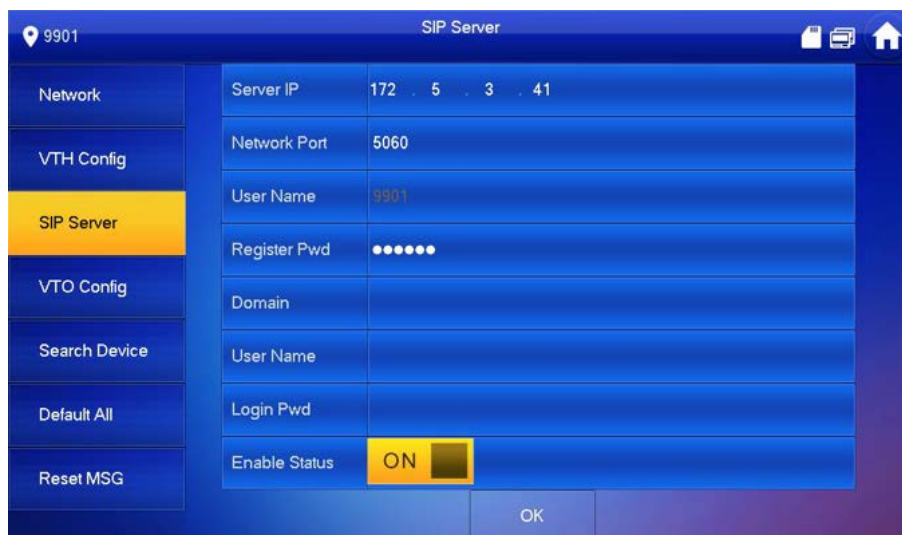 9901
SIP Server
Network
VTH Config
SIP Server
VTO Config
Search Device
Default All
Reset MSG
Server IP 172 . 5 . 3 . 41
Network Port 5060
User Name 9901
Register Pwd ●●●●●●
Domain
User Name
Login Pwd
Enable Status ON
OK